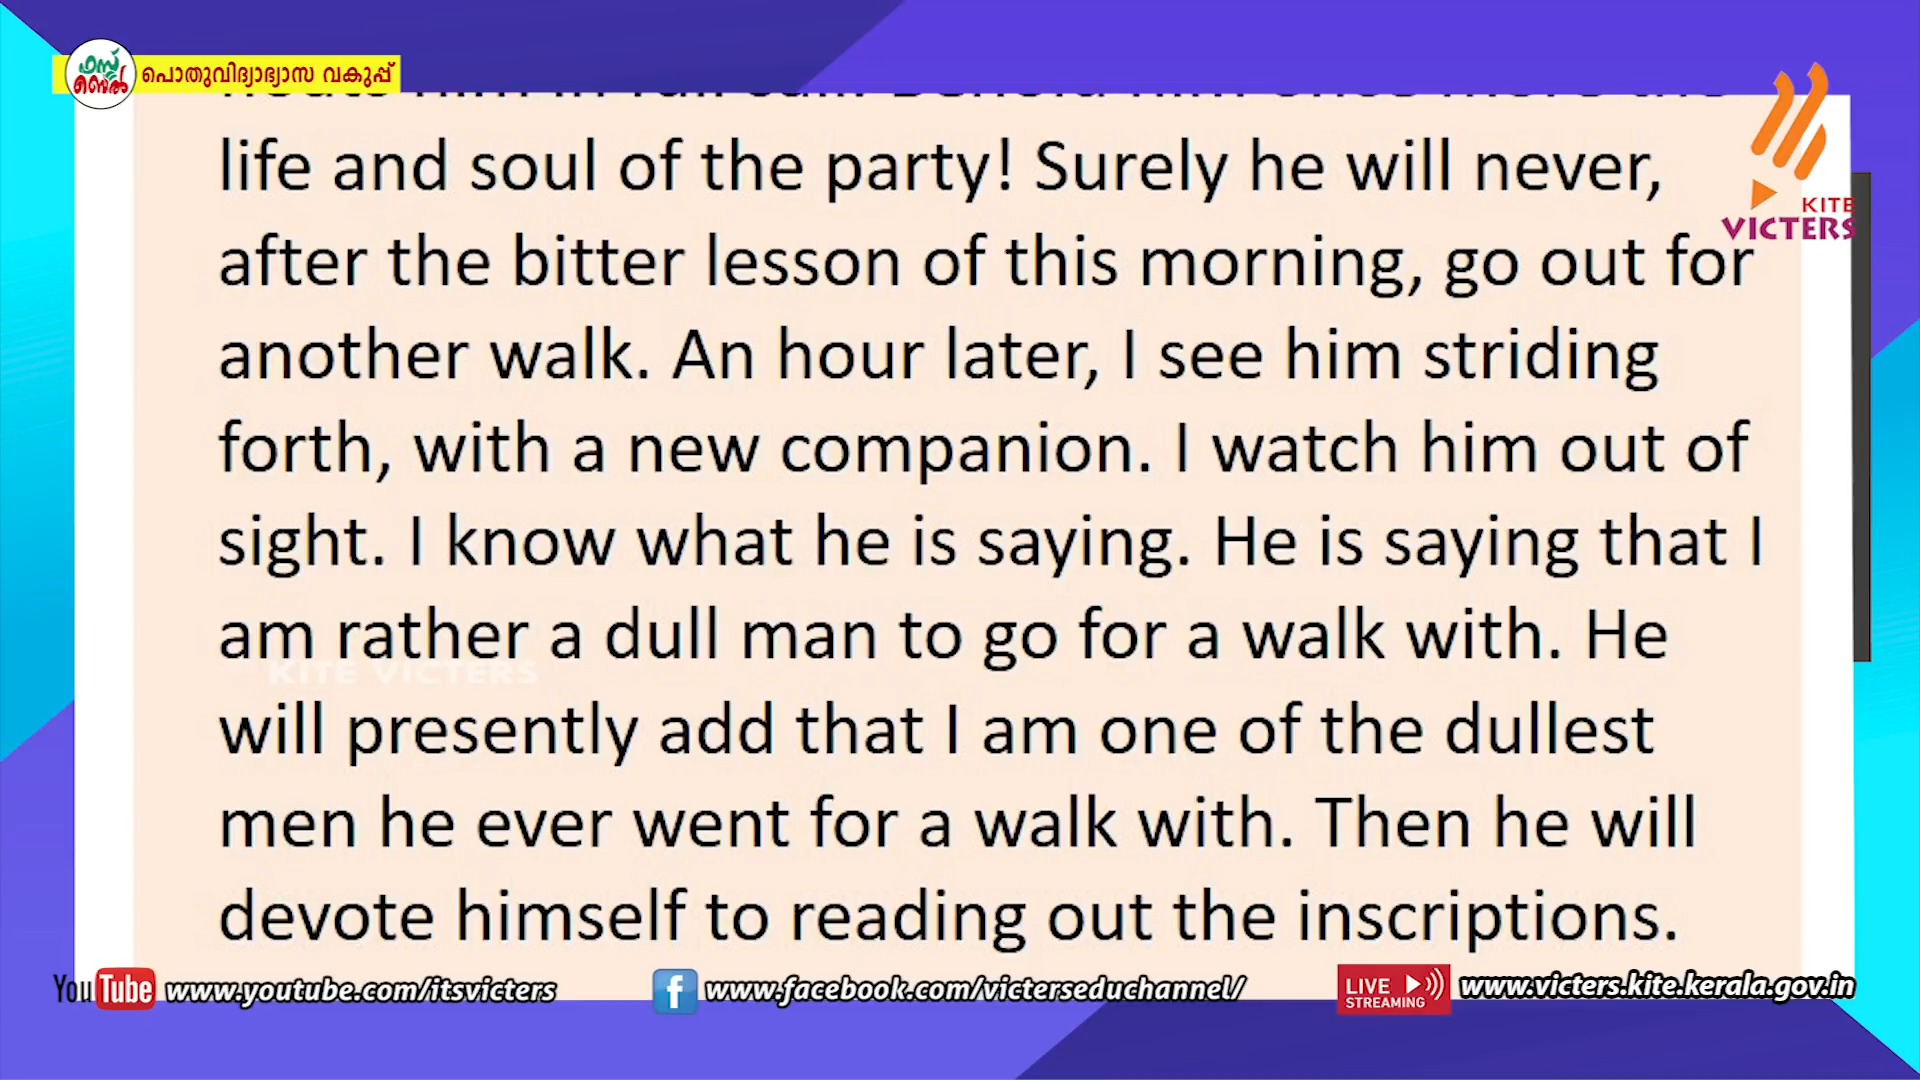 ഫസ്റ്റ്
ബെൽ
പൊതുവിദ്യാഭ്യാസ വകുപ്പ്
life and soul of the party! Surely he will never,
after the bitter lesson of this morning, go out for
another walk. An hour later, I see him striding
forth, with a new companion. I watch him out of
sight. I know what he is saying. He is saying that I
am rather a dull man to go for a walk with. He
will presently add that I am one of the dullest
men he ever went for a walk with. Then he will
devote himself to reading out the inscriptions.
KITE
VICTERS
KITE VICTERS
YouTube www.youtube.com/itsvicters
f www.facebook.com/victerseduchannel/
LIVE
STREAMING
www.victers.kite.kerala.gov.in